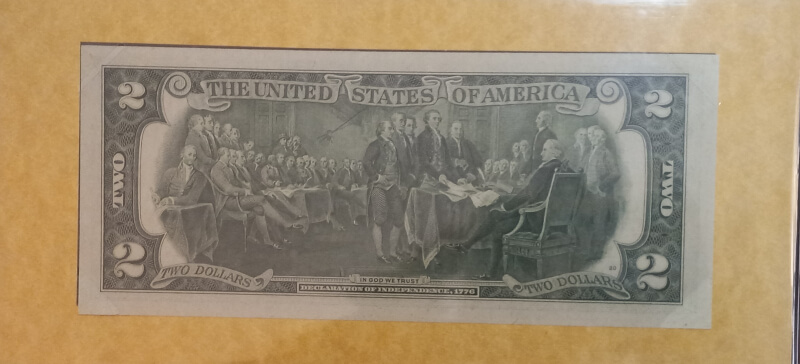 2 THE UNITED STATES OF AMERICA 2
TWO TWO
2 TWO DOLLARS IN GOD WE TRUST TWO DOLLARS 2
DECLARATION OF INDEPENDENCE, 1776